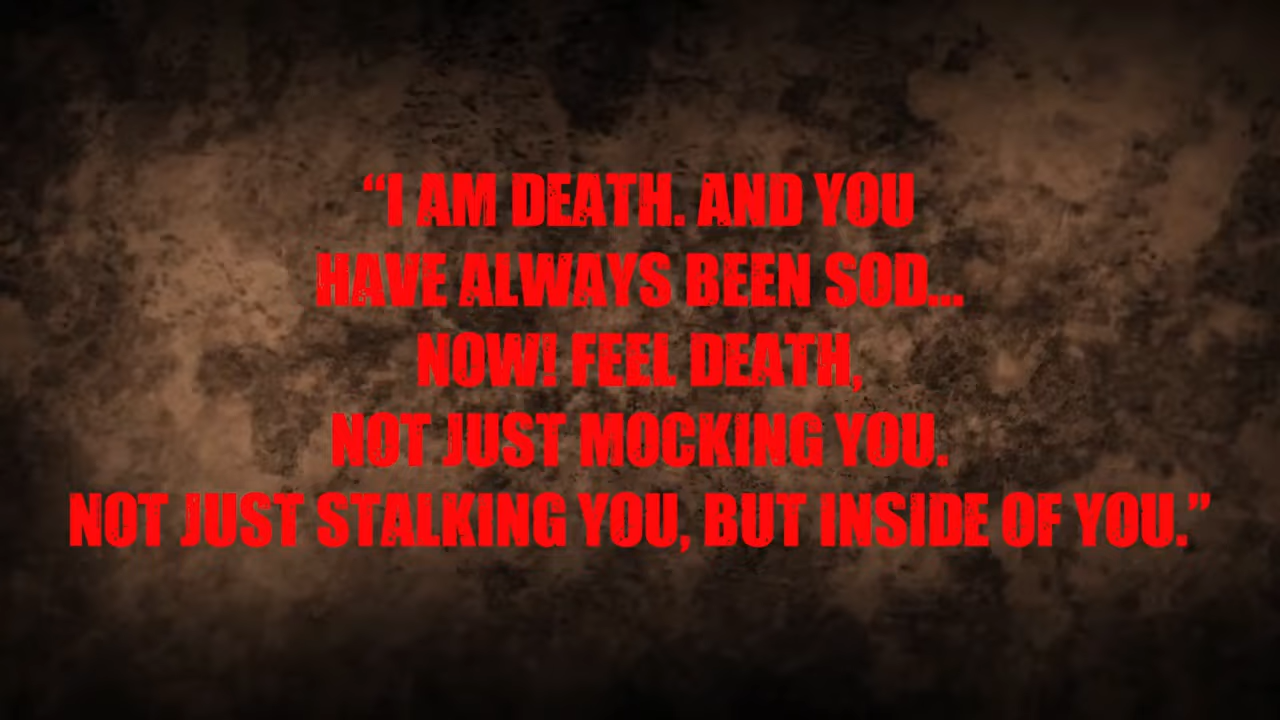 “I AM DEATH. AND YOU
HAVE ALWAYS BEEN SOD...
NOW! FEEL DEATH,
NOT JUST MOCKING YOU.
NOT JUST STALKING YOU, BUT INSIDE OF YOU.”